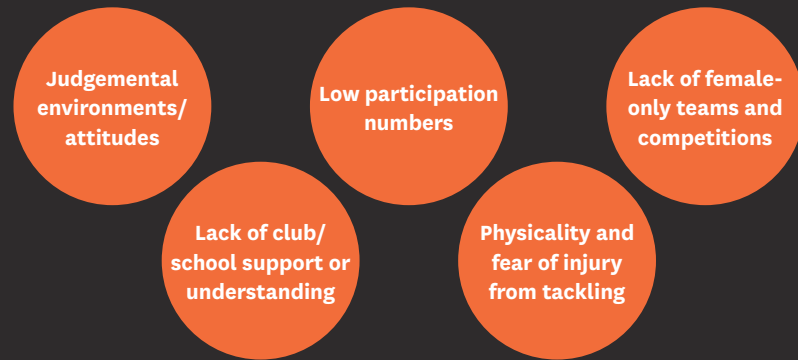 Judgemental
environments/
attitudes
Low participation
numbers
Lack of female-
only teams and
competitions
Lack of club/
school support or
understanding
Physicality and
fear of injury
from tackling